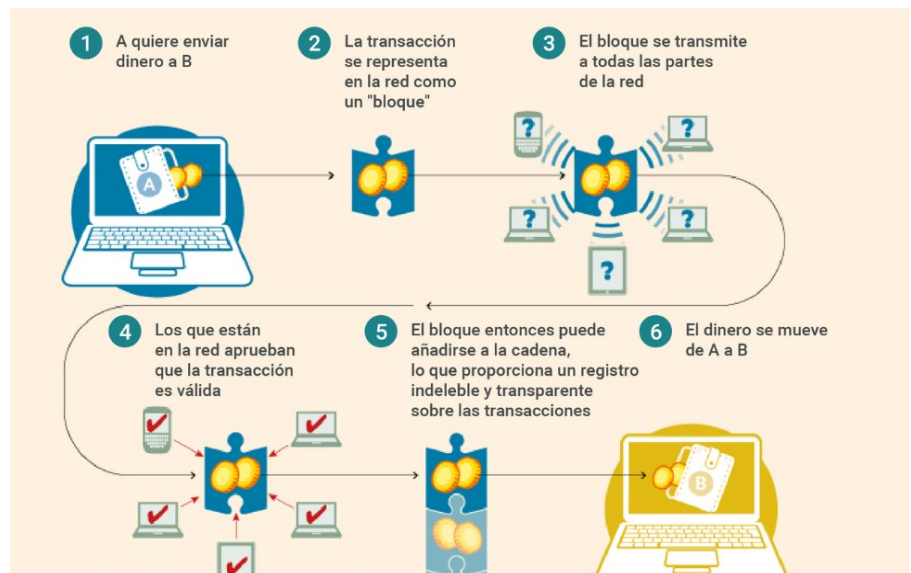 1
A quiere enviar
dinero a B
2
La transacción
se representa
en la red como
un "bloque"
3
El bloque se transmite
a todas las partes
de la red
A
?
?
?
?
?
4
Los que están
en la red aprueban
que la transacción
es válida
5
El bloque entonces puede
añadirse a la cadena,
lo que proporciona un registro
indeleble y transparente
sobre las transacciones
6
El dinero se mueve
de A a B
B